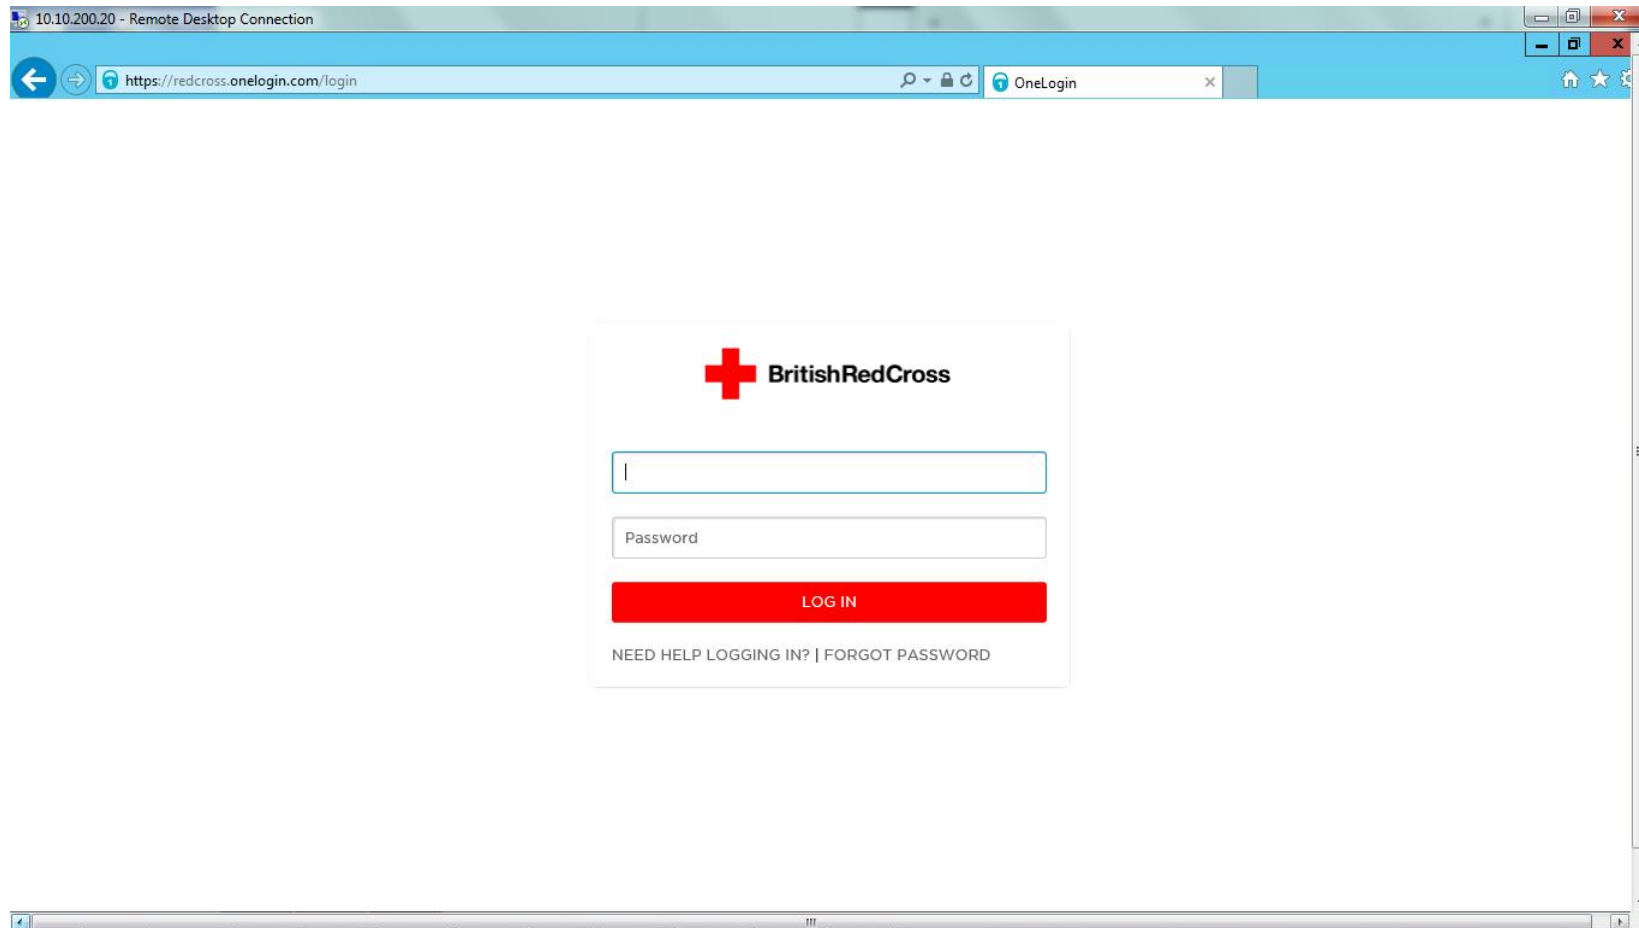 10.10.200.20 - Remote Desktop Connection
https://redcross.onelogin.com/login
OneLogin
BritishRedCross
Password
LOG IN
NEED HELP LOGGING IN? | FORGOT PASSWORD